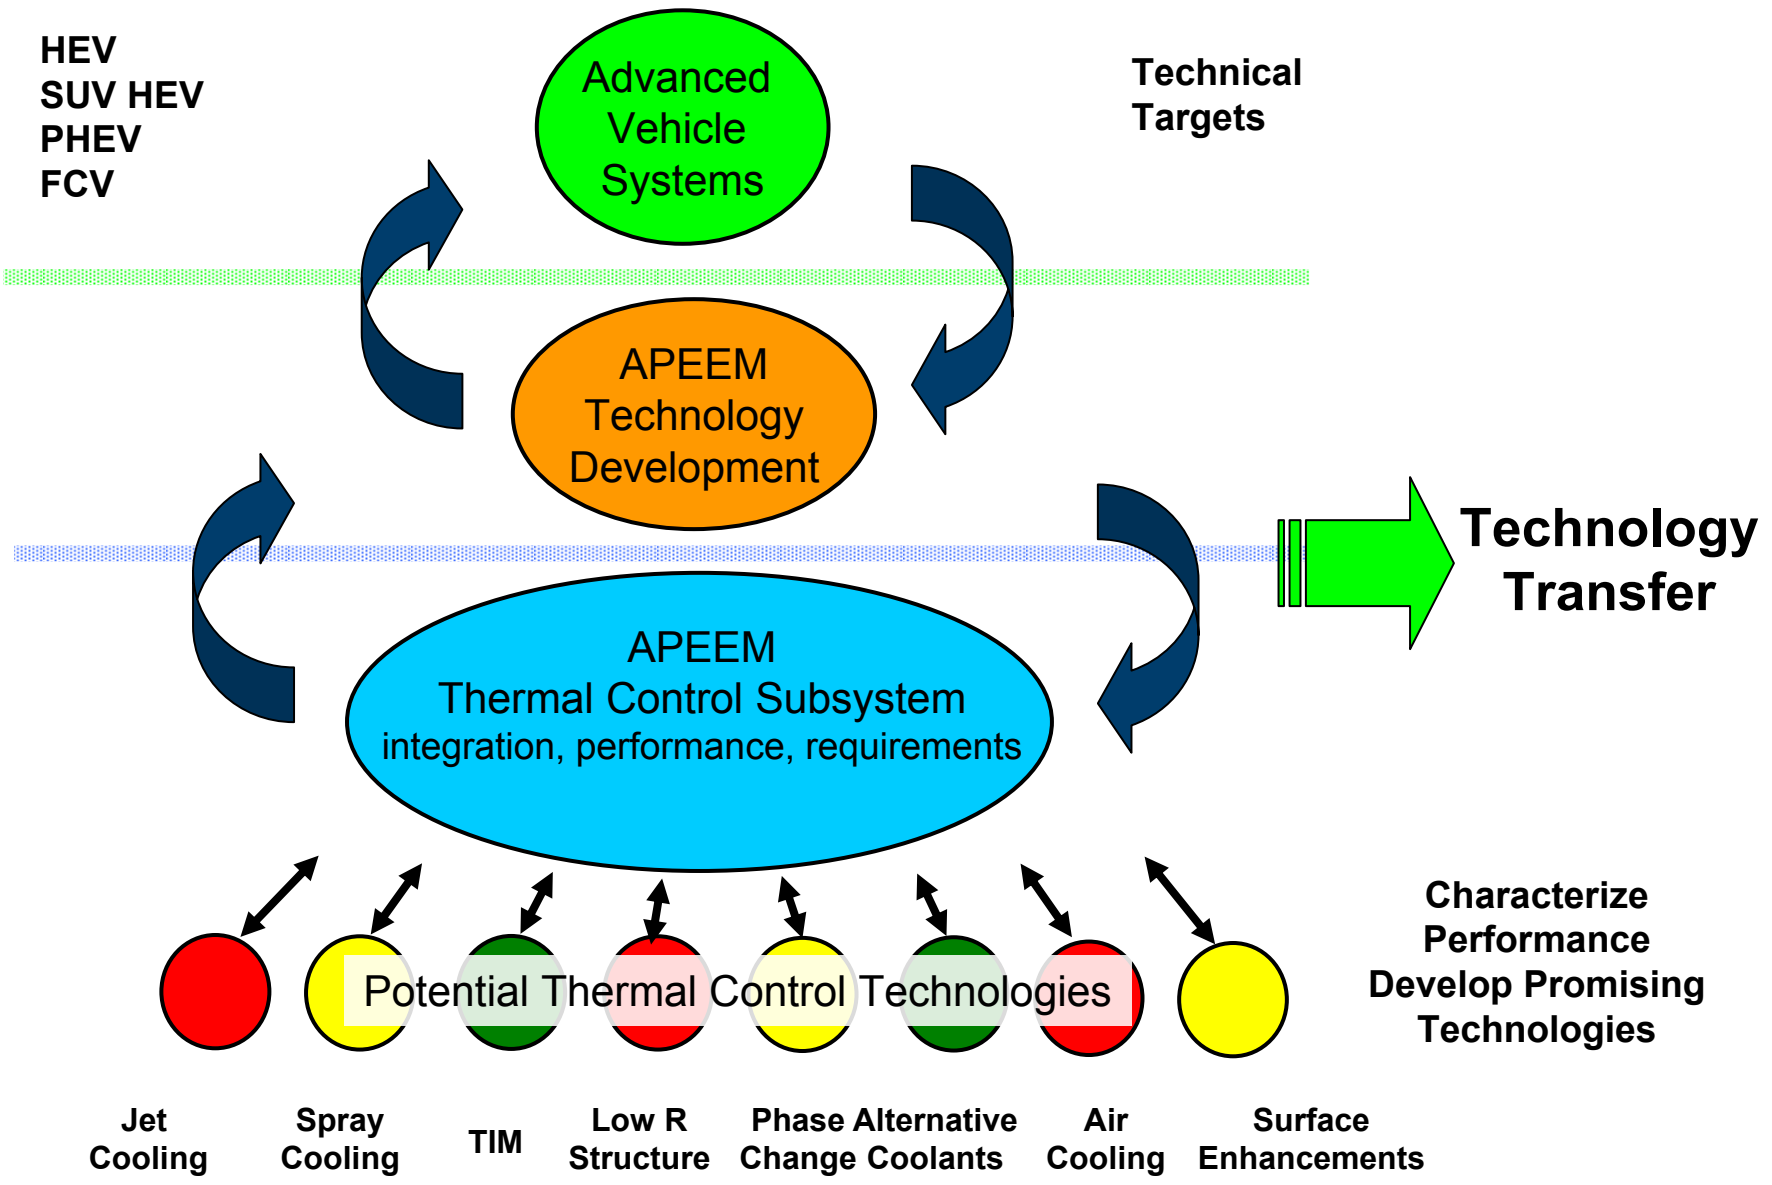 HEV
SUV HEV
PHEV
FCV
Advanced
Vehicle
Systems
Technical
Targets
APEEM
Technology
Development
Technology
Transfer
APEEM
Thermal Control Subsystem
integration, performance, requirements
Characterize
Performance
Develop Promising
Technologies
Potential Thermal Control Technologies
Jet
Cooling
Spray
Cooling
TIM
Low R
Structure
Phase
Change
Alternative
Coolants
Air
Cooling
Surface
Enhancements